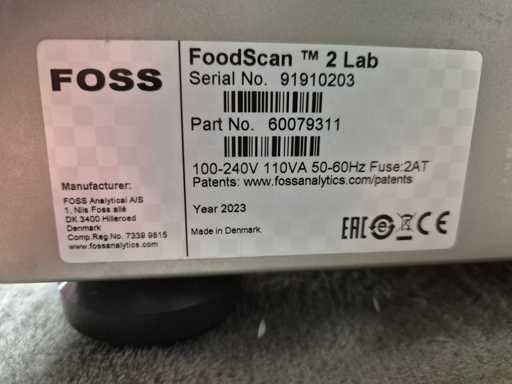 FOSS
FoodScan ™ 2 Lab
Serial No. 91910203
Part No. 60079311
100-240V 110VA 50-60Hz Fuse:2AT
Patents: www.fossanalytics.com/patents
Manufacturer:
FOSS Analytical A/S
1, Nils Foss allé
DK 3400 Hilleroed
Denmark
Comp.Reg.No. 7339 9815
www.fossanalytics.com
Year 2023
Made in Denmark.
EAC
CE